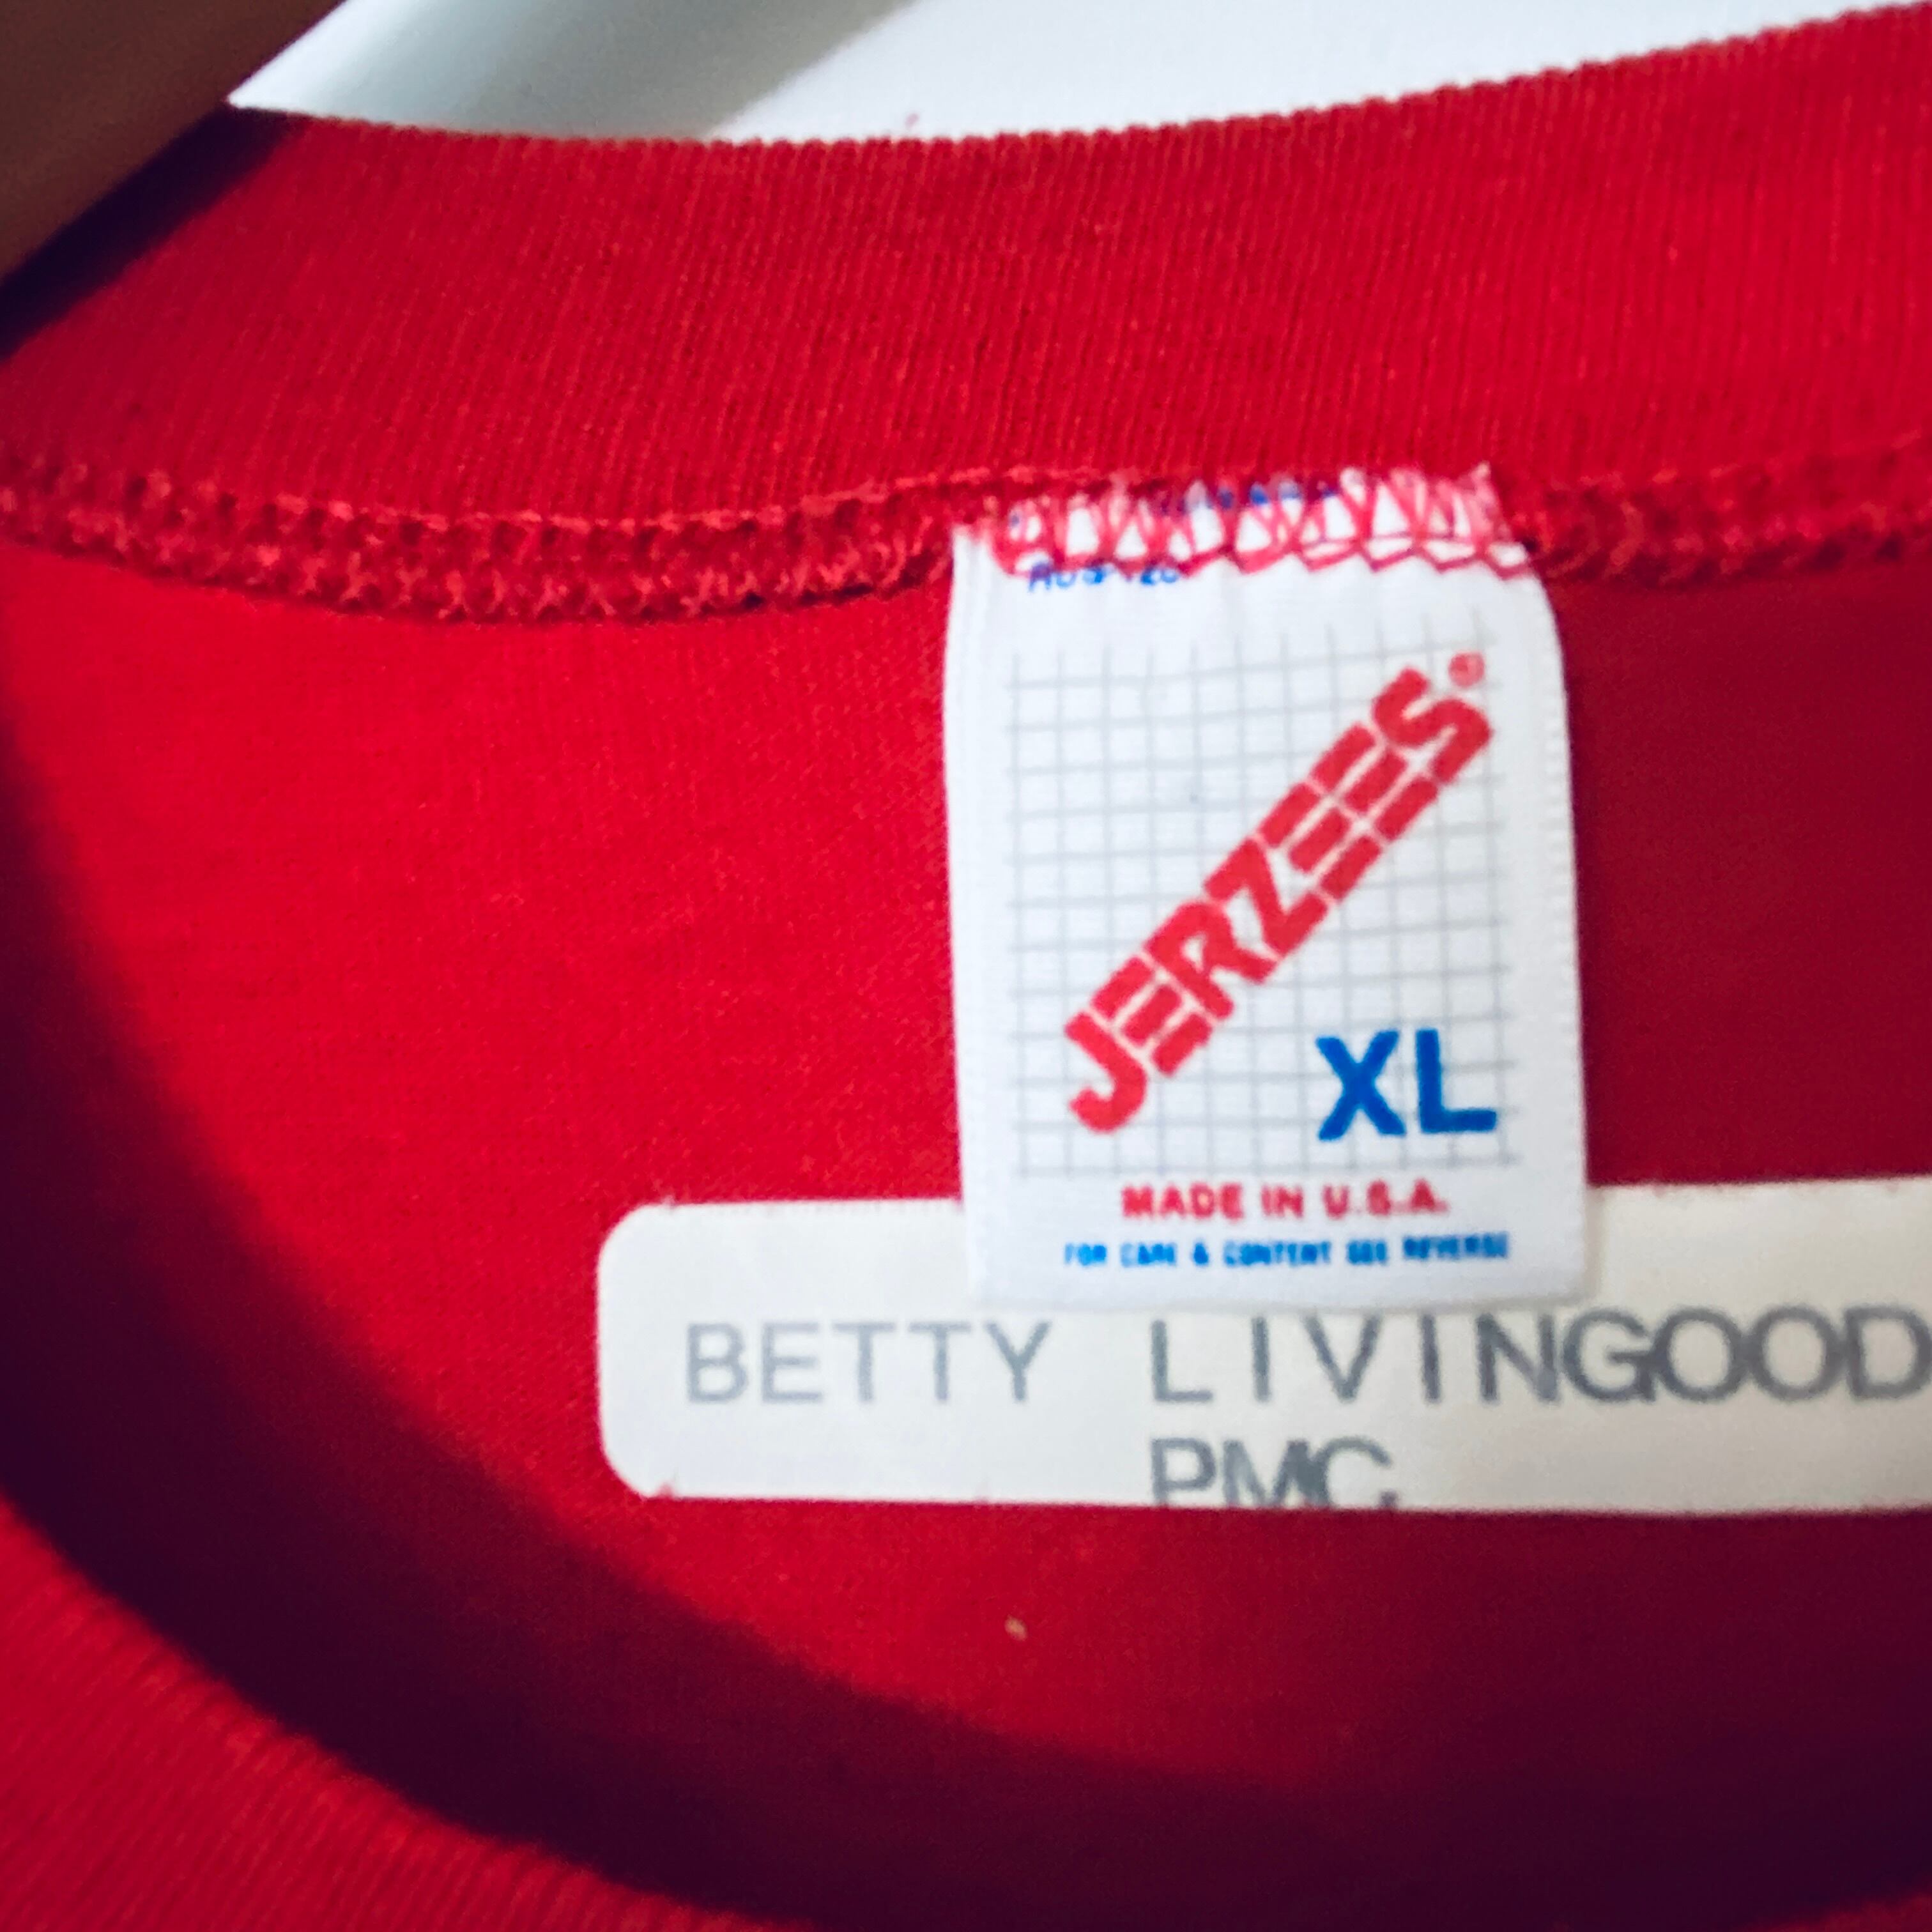 JERZEES®
XL
MADE IN U.S.A.
FOR CARE & CONTENT SEE REVERSE
BETTY LIVINGOOD
PMC